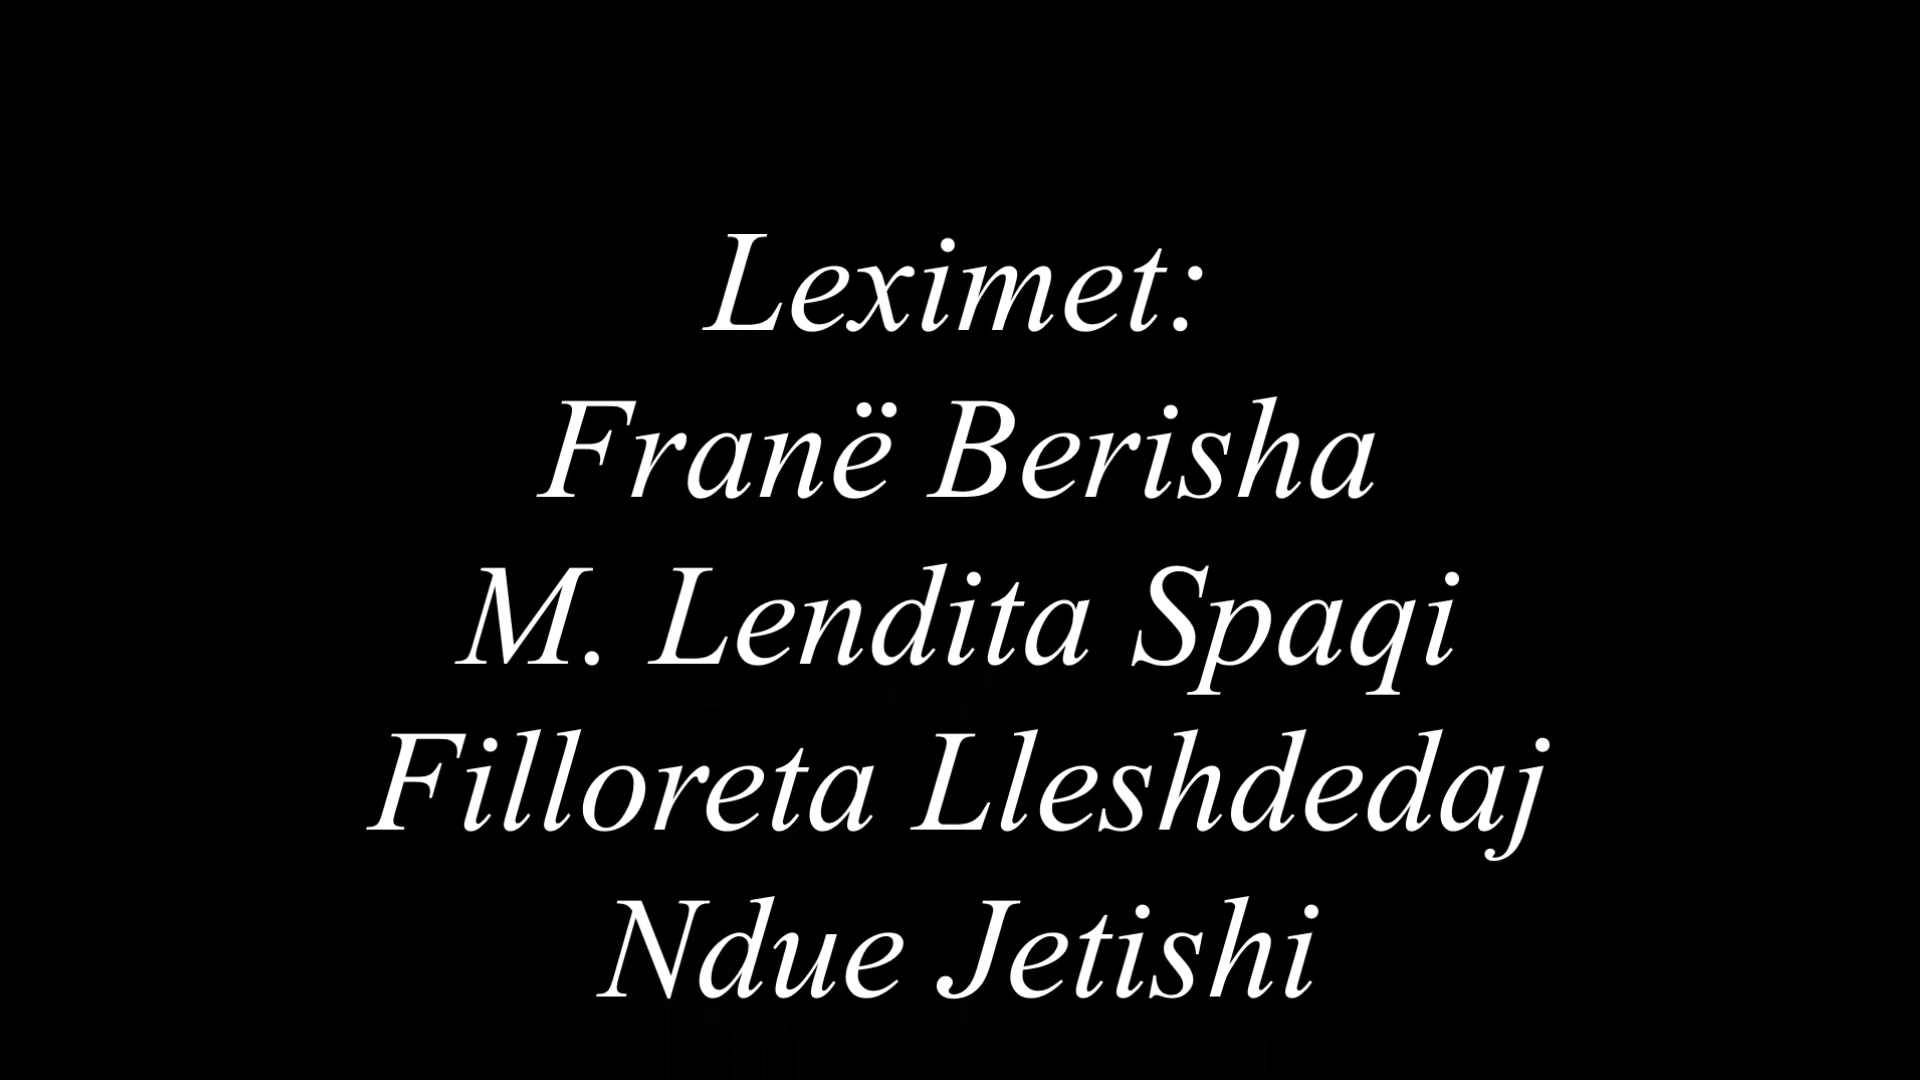 Leximet:
Franë Berisha
M. Lendita Spaqi
Filloreta Lleshdedaj
Ndue Jetishi